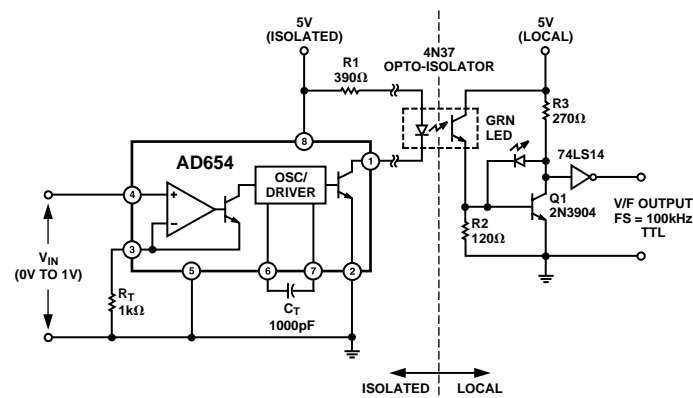 5V
(ISOLATED)
R1
390Ω
4N37
OPTO-ISOLATOR
5V
(LOCAL)
R3
270Ω
GRN
LED
74LS14
8
1
AD654
OSC/
DRIVER
4
+
–
3
5
6
7
2
VIN
(0V TO 1V)
RT
1kΩ
CT
1000pF
R2
120Ω
Q1
2N3904
V/F OUTPUT
FS = 100kHz
TTL
ISOLATED
LOCAL